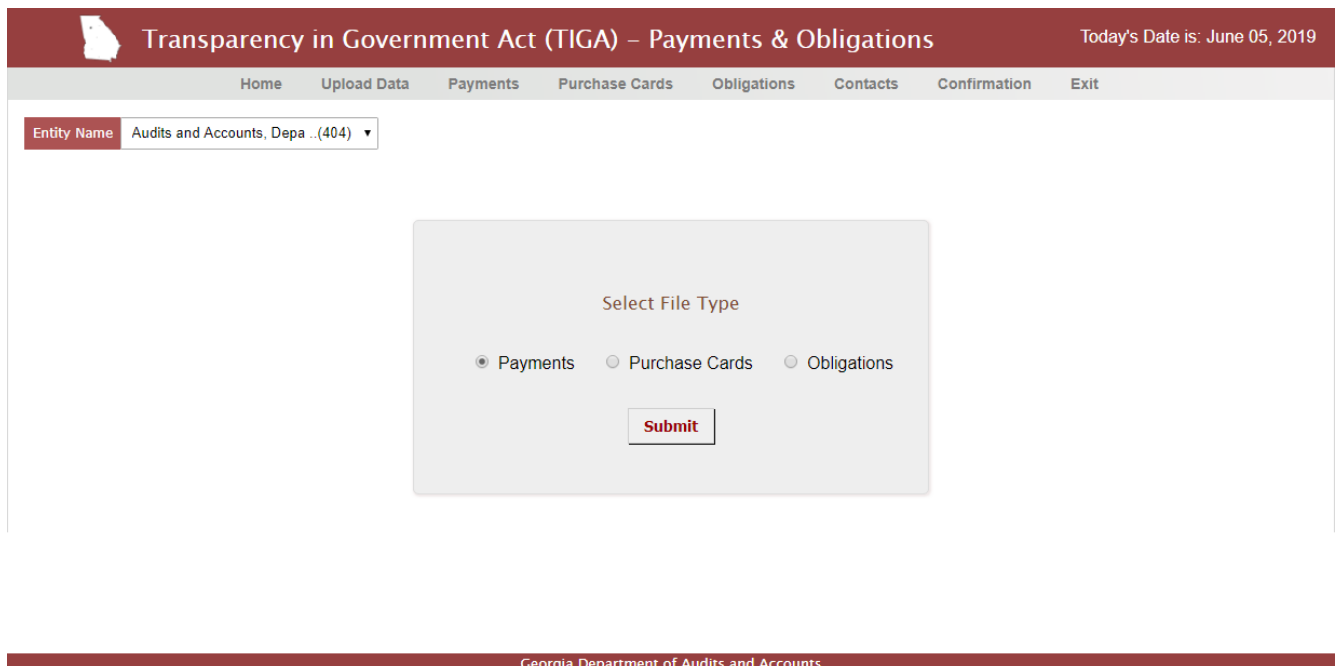 Transparency in Government Act (TIGA) – Payments & Obligations
Today's Date is: June 05, 2019
Home Upload Data Payments Purchase Cards Obligations Contacts Confirmation Exit
Entity Name Audits and Accounts, Depa ..(404)
Select File Type
Payments Purchase Cards Obligations
Submit
Georgia Department of Audits and Accounts